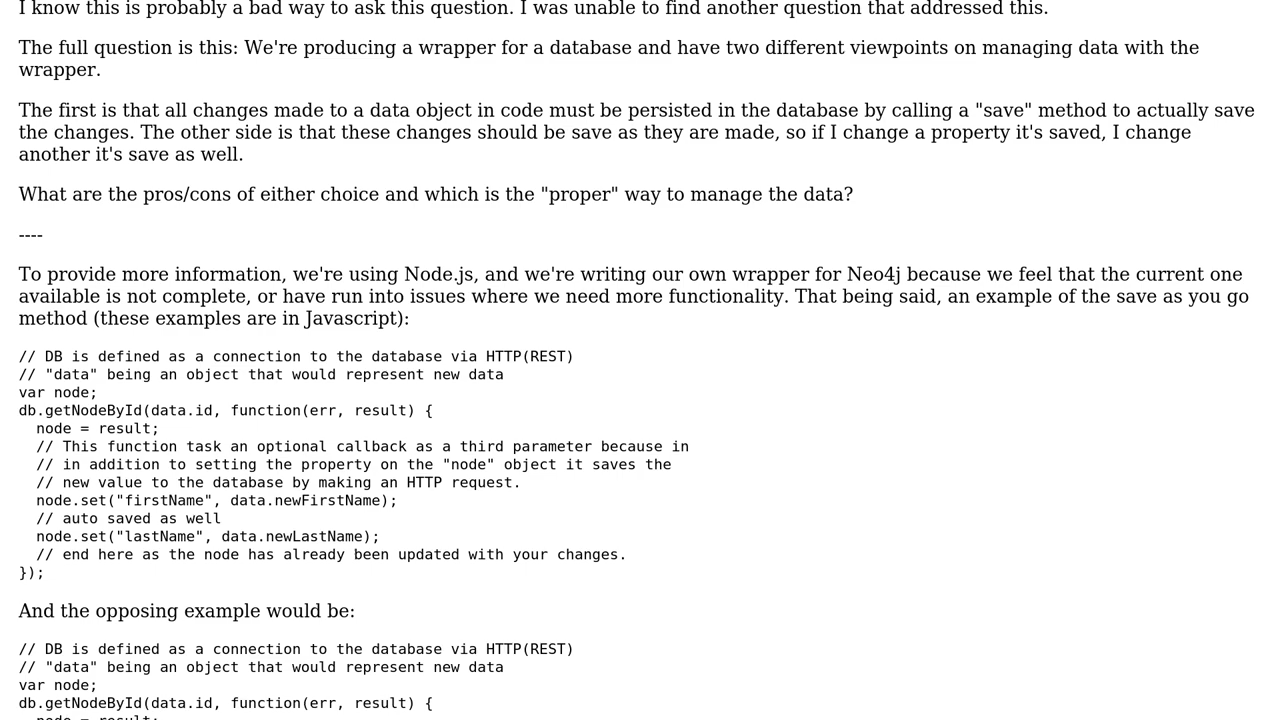 I know this is probably a bad way to ask this question. I was unable to find another question that addressed this.
The full question is this: We're producing a wrapper for a database and have two different viewpoints on managing data with the
wrapper.
The first is that all changes made to a data object in code must be persisted in the database by calling a "save" method to actually save
the changes. The other side is that these changes should be save as they are made, so if I change a property it's saved, I change
another it's save as well.
What are the pros/cons of either choice and which is the "proper" way to manage the data?
----
To provide more information, we're using Node.js, and we're writing our own wrapper for Neo4j because we feel that the current one
available is not complete, or have run into issues where we need more functionality. That being said, an example of the save as you go
method (these examples are in Javascript):
// DB is defined as a connection to the database via HTTP(REST)
// "data" being an object that would represent new data
var node;
db.getNodeById(data.id, function(err, result) {
  node = result;
  // This function task an optional callback as a third parameter because in
  // in addition to setting the property on the "node" object it saves the
  // new value to the database by making an HTTP request.
  node.set("firstName", data.newFirstName);
  // auto saved as well
  node.set("lastName", data.newLastName);
  // end here as the node has already been updated with your changes.
});
And the opposing example would be:
// DB is defined as a connection to the database via HTTP(REST)
// "data" being an object that would represent new data
var node;
db.getNodeById(data.id, function(err, result) {
  node = result;